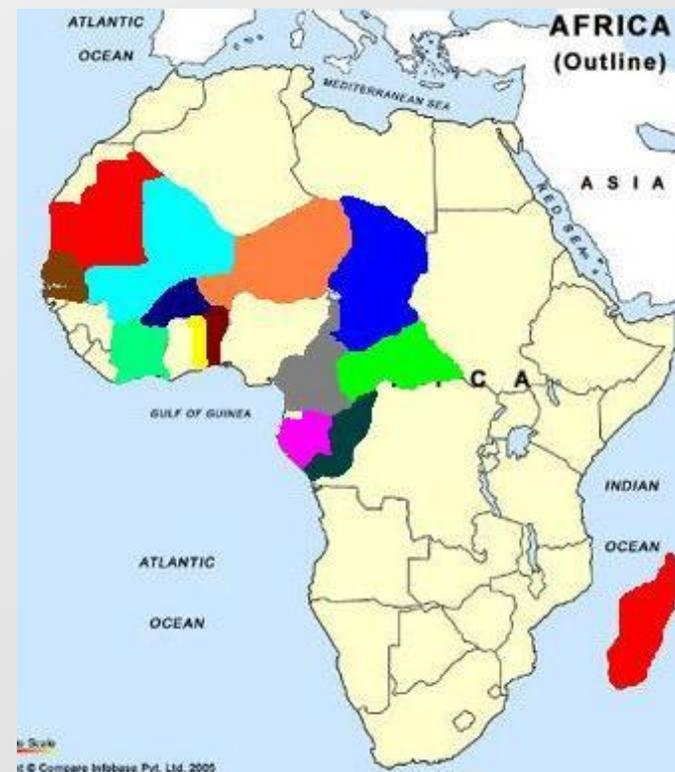 ATLANTIC
OCEAN
AFRICA
(Outline)
MEDITERRANEAN SEA
A S I A
RED SEA
I C A
GULF OF GUINEA
INDIAN
OCEAN
ATLANTIC
OCEAN
Scale
© Compare Infobase Pvt. Ltd. 2005